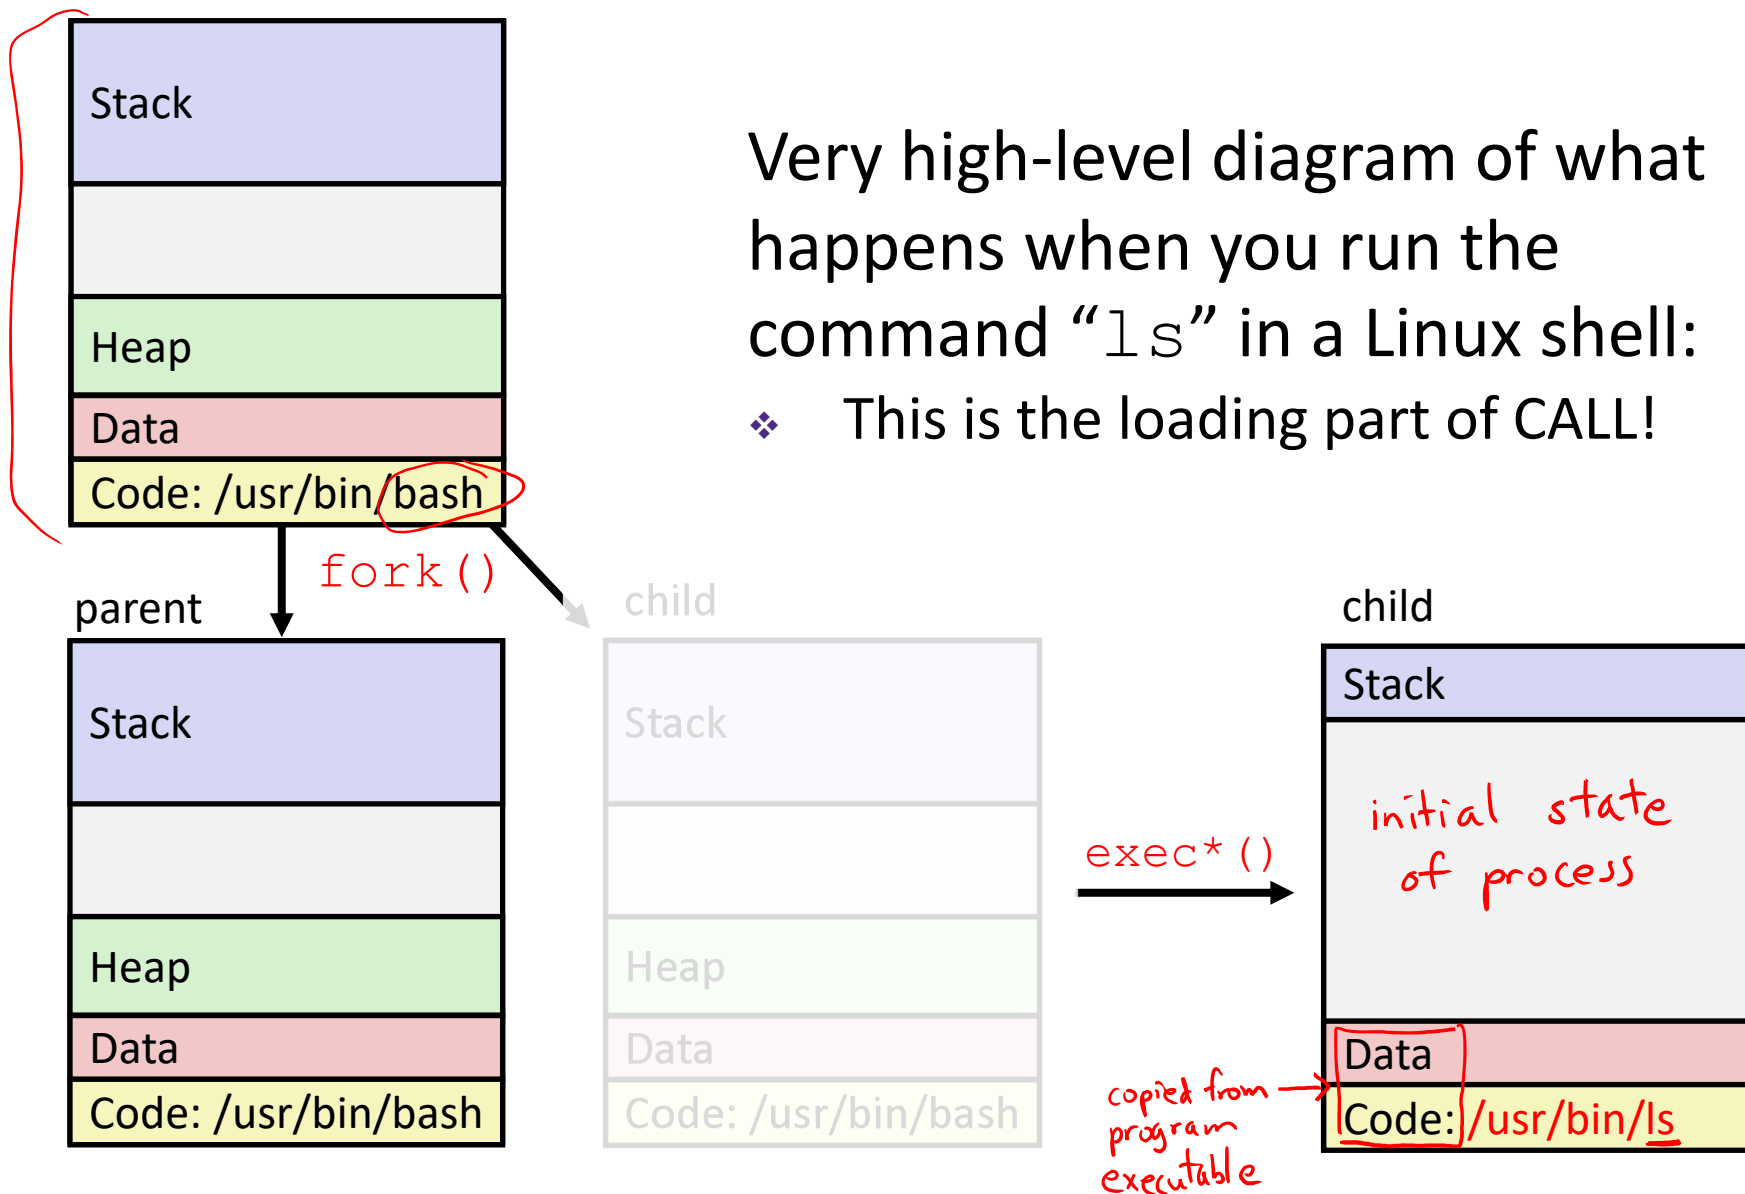 Stack
Heap
Data
Code: /usr/bin/bash
Very high-level diagram of what
happens when you run the
command “ls” in a Linux shell:
❖ This is the loading part of CALL!
fork()
parent
Stack
Heap
Data
Code: /usr/bin/bash
child
Stack
Heap
Data
Code: /usr/bin/bash
exec*()
child
Stack
initial state
of process
Data
Code: /usr/bin/ls
copied from
program
executable